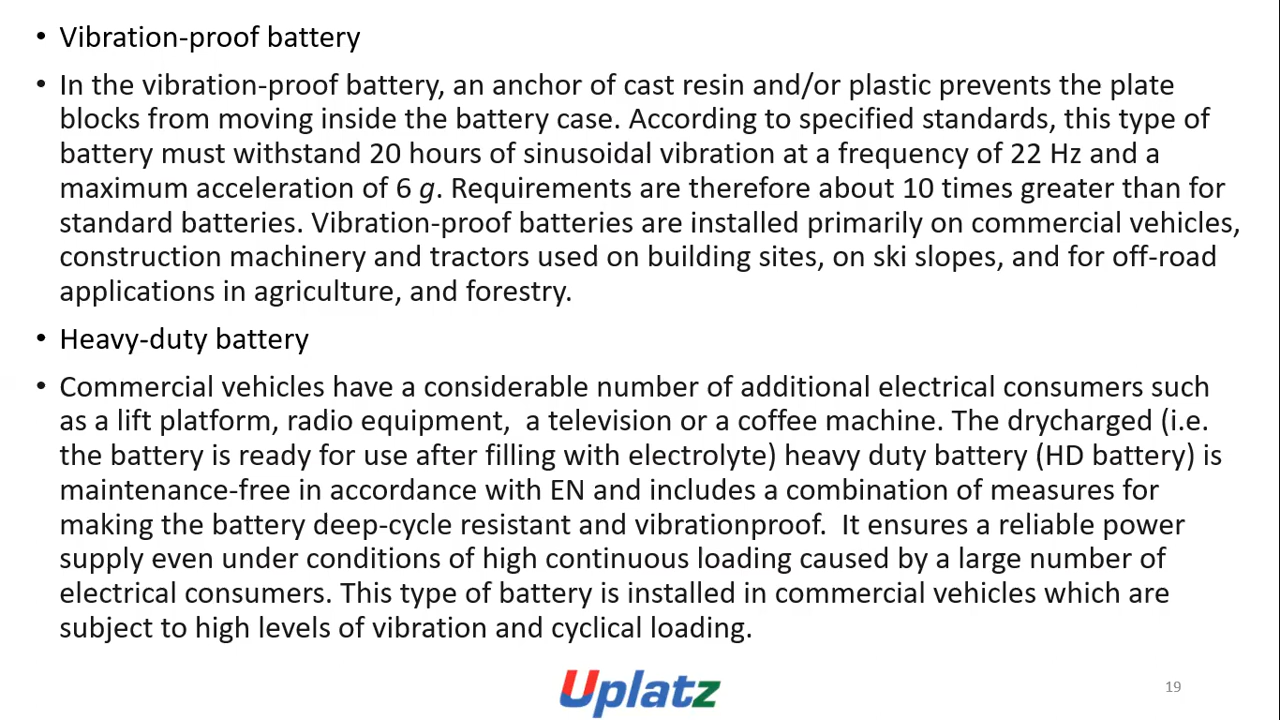 • Vibration-proof battery
• In the vibration-proof battery, an anchor of cast resin and/or plastic prevents the plate
blocks from moving inside the battery case. According to specified standards, this type of
battery must withstand 20 hours of sinusoidal vibration at a frequency of 22 Hz and a
maximum acceleration of 6 g. Requirements are therefore about 10 times greater than for
standard batteries. Vibration-proof batteries are installed primarily on commercial vehicles,
construction machinery and tractors used on building sites, on ski slopes, and for off-road
applications in agriculture, and forestry.
• Heavy-duty battery
• Commercial vehicles have a considerable number of additional electrical consumers such
as a lift platform, radio equipment,  a television or a coffee machine. The drycharged (i.e.
the battery is ready for use after filling with electrolyte) heavy duty battery (HD battery) is
maintenance-free in accordance with EN and includes a combination of measures for
making the battery deep-cycle resistant and vibrationproof.  It ensures a reliable power
supply even under conditions of high continuous loading caused by a large number of
electrical consumers. This type of battery is installed in commercial vehicles which are
subject to high levels of vibration and cyclical loading.
Uplatz
19